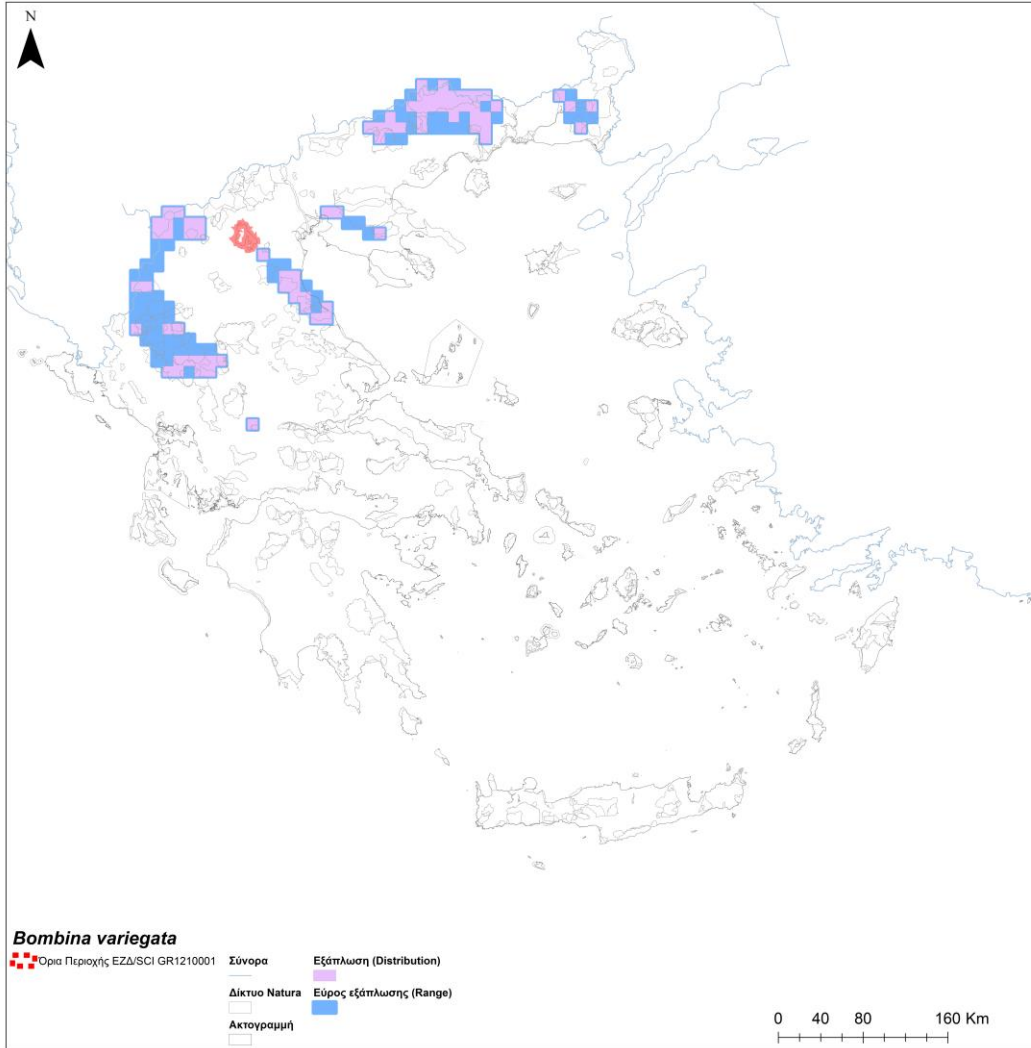 N
Bombina variegata
Όρια Περιοχής ΕΖΔ/SCI GR1210001
Σύνορα
Δίκτυο Natura
Ακτογραμμή
Εξάπλωση (Distribution)
Εύρος εξάπλωσης (Range)
0 40 80 160 Km